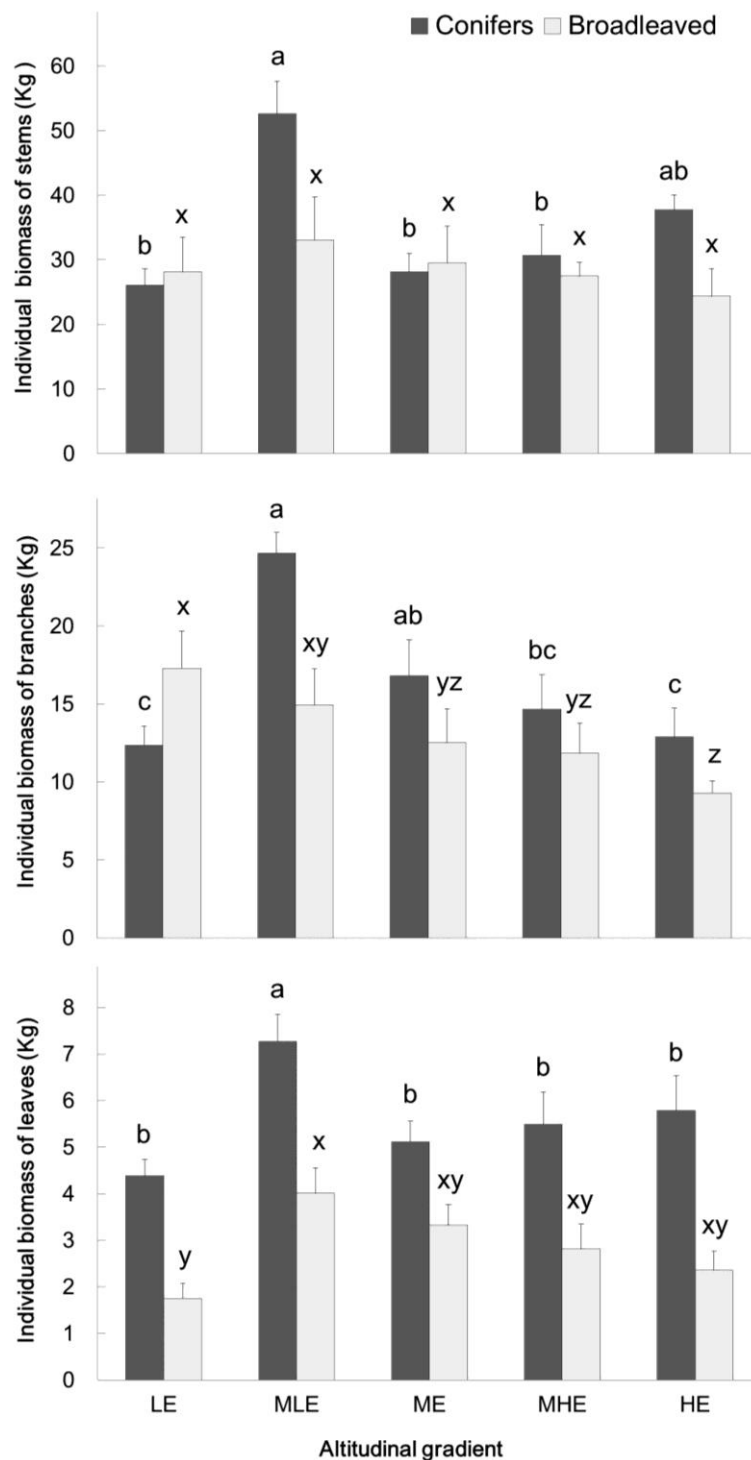 Conifers Broadleaved
Individual biomass of stems (Kg)
60
50
40
30
20
10
0
b x a x b x b x ab x
Individual biomass of branches (Kg)
25
20
15
10
5
0
c x a xy ab yz bc yz c z
Individual biomass of leaves (Kg)
8
7
6
5
4
3
2
1
0
b y a x b xy b xy b xy
LE MLE ME MHE HE
Altitudinal gradient